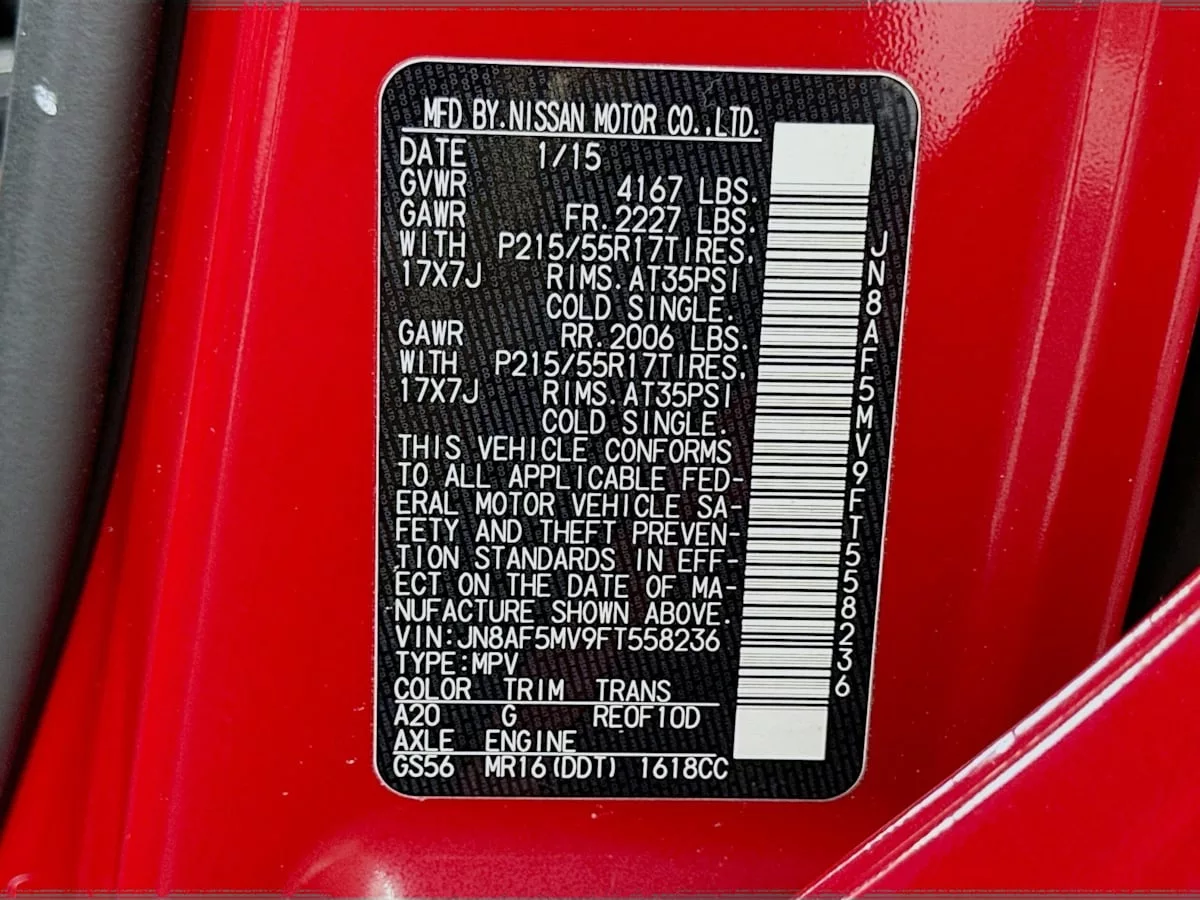 MFD BY.NISSAN MOTOR CO.,LTD.
DATE 1/15
GVWR 4167 LBS.
GAWR FR.2227 LBS.
WITH P215/55R17TIRES.
17X7J RIMS.AT35PSI
COLD SINGLE.
GAWR RR.2006 LBS.
WITH P215/55R17TIRES.
17X7J RIMS.AT35PSI
COLD SINGLE.
THIS VEHICLE CONFORMS
TO ALL APPLICABLE FED-
ERAL MOTOR VEHICLE SA-
FETY AND THEFT PREVEN-
TION STANDARDS IN EFF-
ECT ON THE DATE OF MA-
NUFACTURE SHOWN ABOVE.
VIN:JN8AF5MV9FT558236
TYPE:MPV
COLOR TRIM TRANS
A20 G RE0F10D
AXLE ENGINE
GS56 MR16(DDT) 1618CC
JN8AF5MV9FT558236